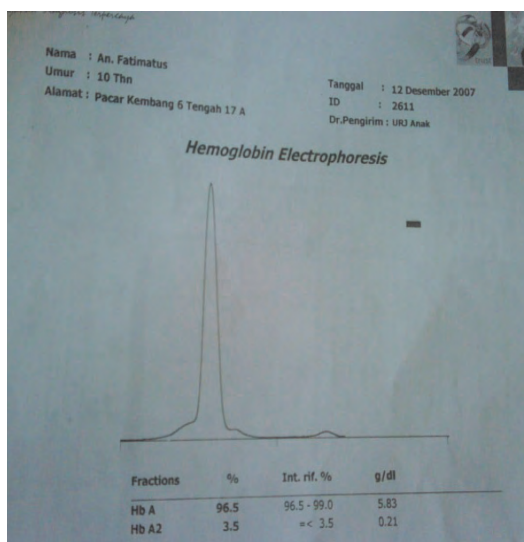 Nama : An. Fatimatus
Umur : 10 Thn
Alamat : Pacar Kembang 6 Tengah 17 A
Tanggal : 12 Desember 2007
ID : 2611
Dr.Pengirim : URJ Anak
Hemoglobin Electrophoresis
Fractions % Int. rif. % g/dl
Hb A 96.5 96.5 - 99.0 5.83
Hb A2 3.5 =< 3.5 0.21